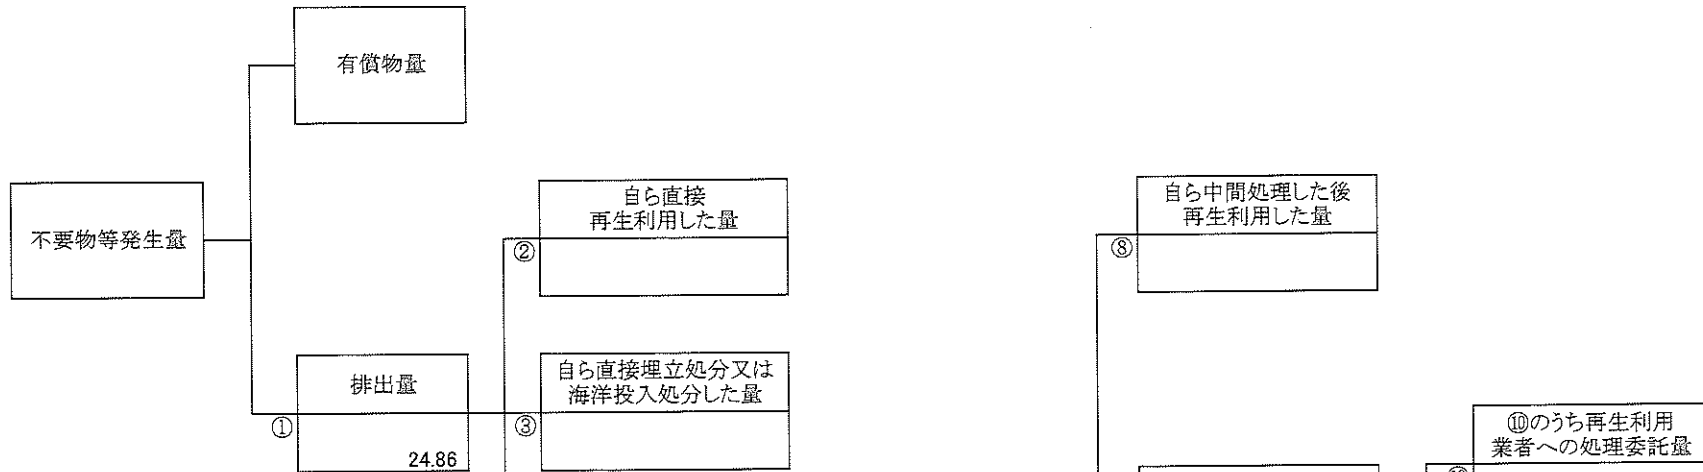 有償物量
不要物等発生量
自ら直接
再生利用した量
②
自ら中間処理した後
再生利用した量
⑧
排出量
①
24.86
自ら直接埋立処分又は
海洋投入処分した量
③
⑩のうち再生利用
業者への処理委託量